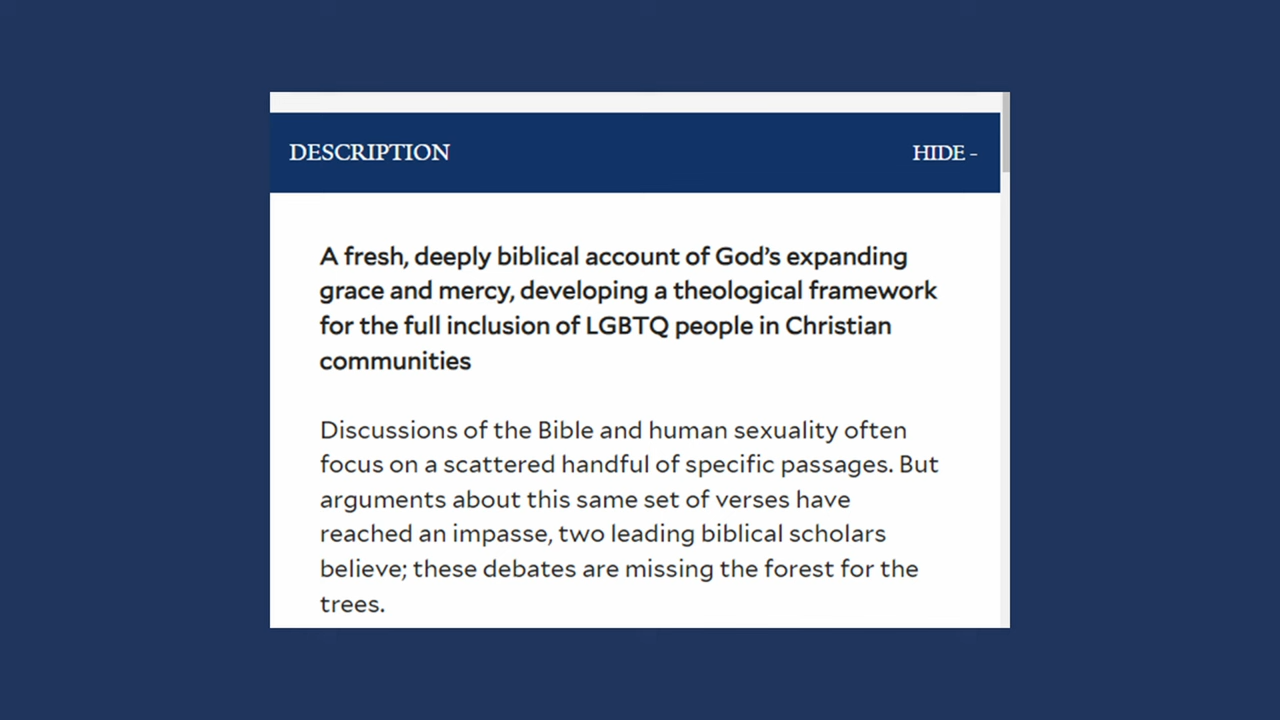 DESCRIPTION
HIDE -
A fresh, deeply biblical account of God’s expanding
grace and mercy, developing a theological framework
for the full inclusion of LGBTQ people in Christian
communities
Discussions of the Bible and human sexuality often
focus on a scattered handful of specific passages. But
arguments about this same set of verses have
reached an impasse, two leading biblical scholars
believe; these debates are missing the forest for the
trees.